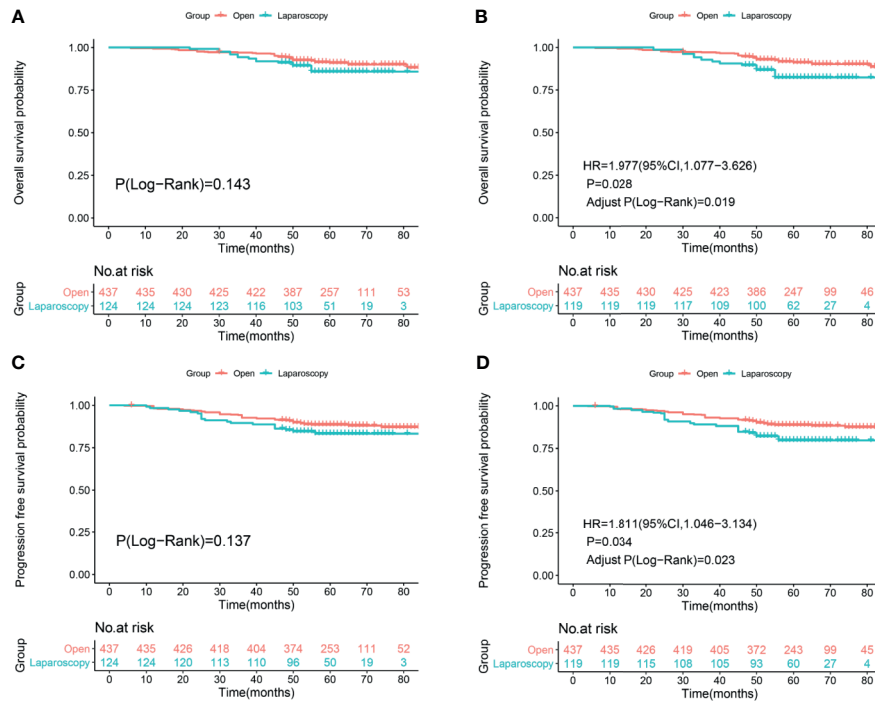 A
Group Open Laparoscopy
Overall survival probability
1.00
0.75
0.50
0.25
0.00
P(Log−Rank)=0.143
0 10 20 30 40 50 60 70 80
Time(months)
No.at risk
Group
Open 437 435 430 425 422 387 257 111 53
Laparoscopy 124 124 124 123 116 103 51 19 3
0 10 20 30 40 50 60 70 80
Time(months)
B
Group Open Laparoscopy
Overall survival probability
1.00
0.75
0.50
0.25
0.00
HR=1.977(95%CI,1.077−3.626)
P=0.028
Adjust P(Log−Rank)=0.019
0 10 20 30 40 50 60 70 80
Time(months)
No.at risk
Group
Open 437 435 430 425 423 386 247 99 46
Laparoscopy 119 119 119 117 109 100 62 27 4
0 10 20 30 40 50 60 70 80
Time(months)
C
Group Open Laparoscopy
Progression free survival probability
1.00
0.75
0.50
0.25
0.00
P(Log−Rank)=0.137
0 10 20 30 40 50 60 70 80
Time(months)
No.at risk
Group
Open 437 435 426 418 404 374 253 111 52
Laparoscopy 124 124 120 113 110 96 50 19 3
0 10 20 30 40 50 60 70 80
Time(months)
D
Group Open Laparoscopy
Progression free survival probability
1.00
0.75
0.50
0.25
0.00
HR=1.811(95%CI,1.046−3.134)
P=0.034
Adjust P(Log−Rank)=0.023
0 10 20 30 40 50 60 70 80
Time(months)
No.at risk
Group
Open 437 435 426 419 405 372 243 99 45
Laparoscopy 119 119 115 108 105 93 60 27 4
0 10 20 30 40 50 60 70 80
Time(months)